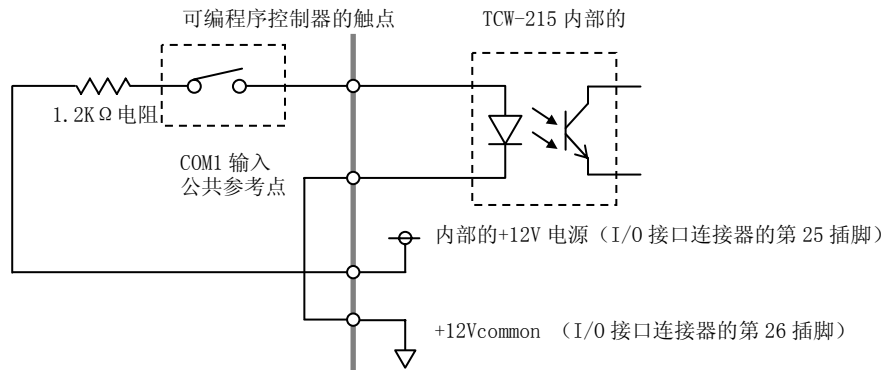 可编程序控制器的触点
TCW-215 内部的
1.2KΩ电阻
COM1 输入
公共参考点
内部的+12V 电源（I/O 接口连接器的第 25 插脚）
+12Vcommon （I/O 接口连接器的第 26 插脚）